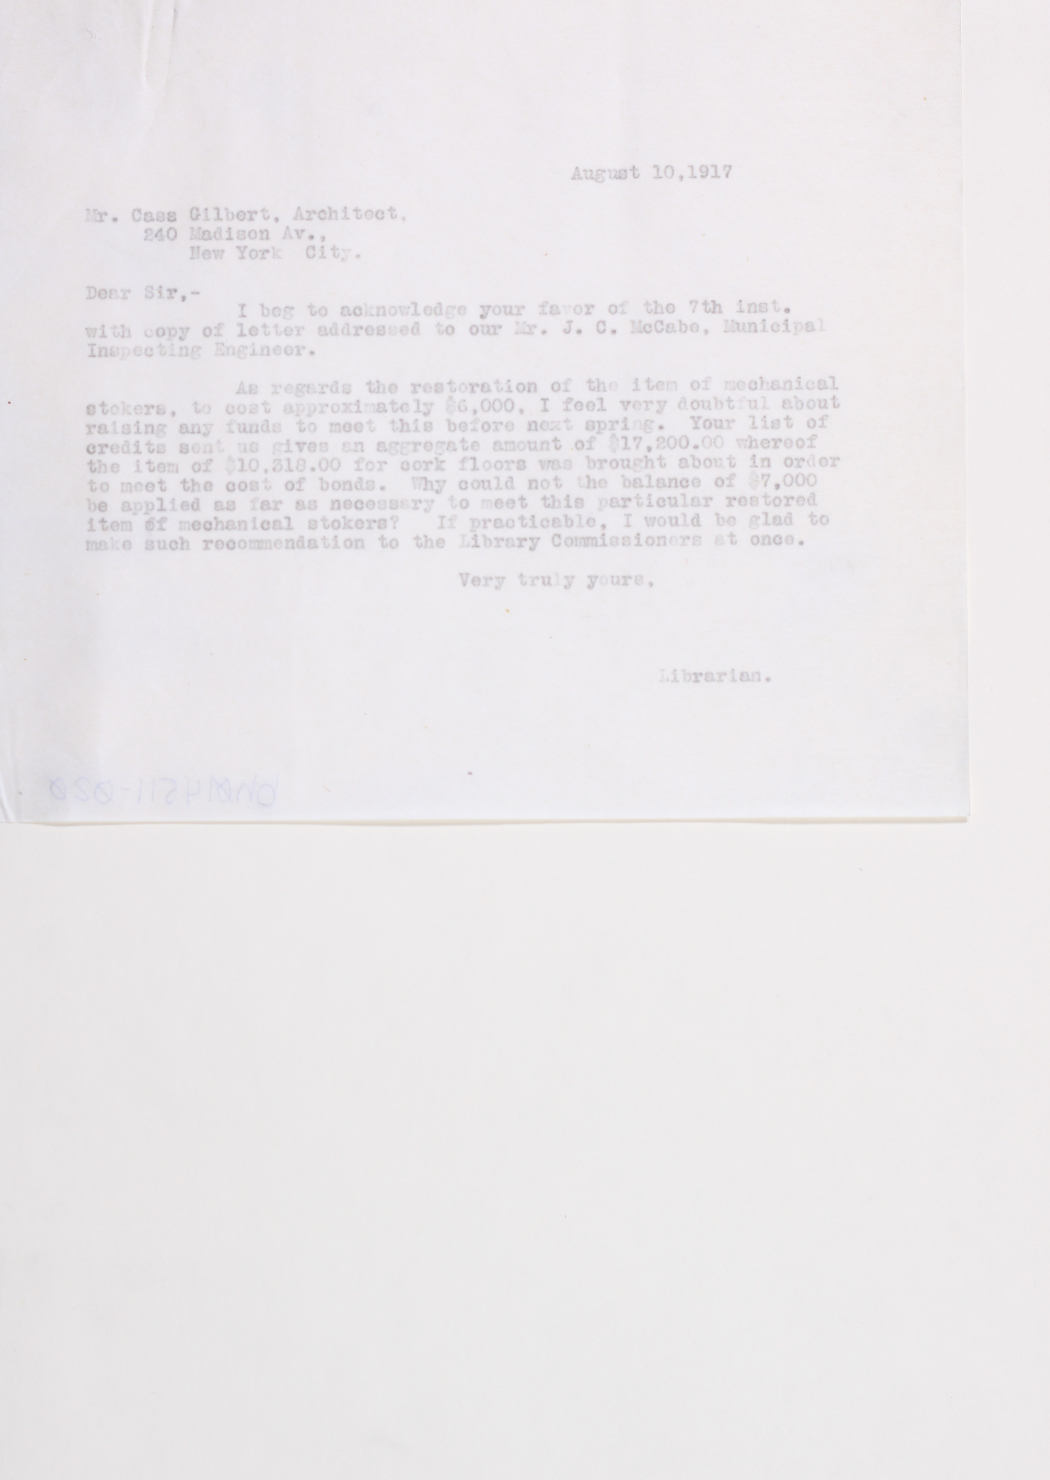 August 10,1917
Mr. Cass Gilbert, Architect,
240 Madison Av.,
New York City.
Dear Sir,-
I beg to acknowledge your favor of the 7th inst.
with copy of letter addressed to our Mr. J. C. McCabe, Municipal
Inspecting Engineer.
As regards the restoration of the item of mechanical
stokers, to cost approximately $6,000, I feel very doubtful about
raising any funds to meet this before next spring. Your list of
credits sent us gives an aggregate amount of $17,200.00 whereof
the item of $10,318.00 for cork floors was brought about in order
to meet the cost of bonds. Why could not the balance of $7,000
be applied as far as necessary to meet this particular restored
item of mechanical stokers? If practicable, I would be glad to
make such recommendation to the Library Commissioners at once.
Very truly yours,
Librarian.